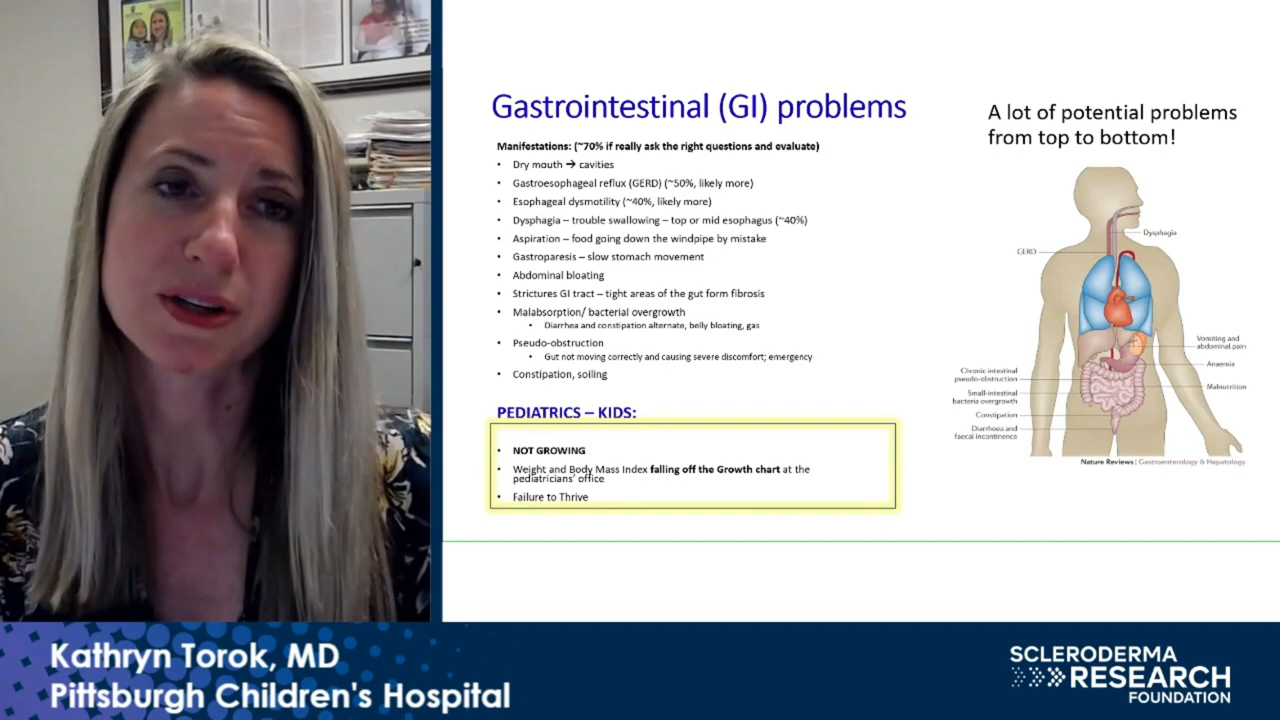 Gastrointestinal (GI) problems
Manifestations: (~70% if really ask the right questions and evaluate)
• Dry mouth → cavities
• Gastroesophageal reflux (GERD) (~50%, likely more)
• Esophageal dysmotility (~40%, likely more)
• Dysphagia – trouble swallowing – top or mid esophagus (~40%)
• Aspiration – food going down the windpipe by mistake
• Gastroparesis – slow stomach movement
• Abdominal bloating
• Strictures GI tract – tight areas of the gut form fibrosis
• Malabsorption/ bacterial overgrowth
• Diarrhea and constipation alternate, belly bloating, gas
• Pseudo-obstruction
• Gut not moving correctly and causing severe discomfort; emergency
• Constipation, soiling
PEDIATRICS – KIDS:
• NOT GROWING
• Weight and Body Mass Index falling off the Growth chart at the
pediatricians' office
• Failure to Thrive
A lot of potential problems
from top to bottom!
Dysphagia
GERD
Vomiting and
abdominal pain
Anaemia
Malnutrition
Chronic intestinal
pseudo-obstruction
Small-intestinal
bacteria overgrowth
Constipation
Diarrhoea and
faecal incontinence
Nature Reviews | Gastroenterology & Hepatology
Kathryn Torok, MD
Pittsburgh Children's Hospital
SCLERODERMA
RESEARCH
FOUNDATION